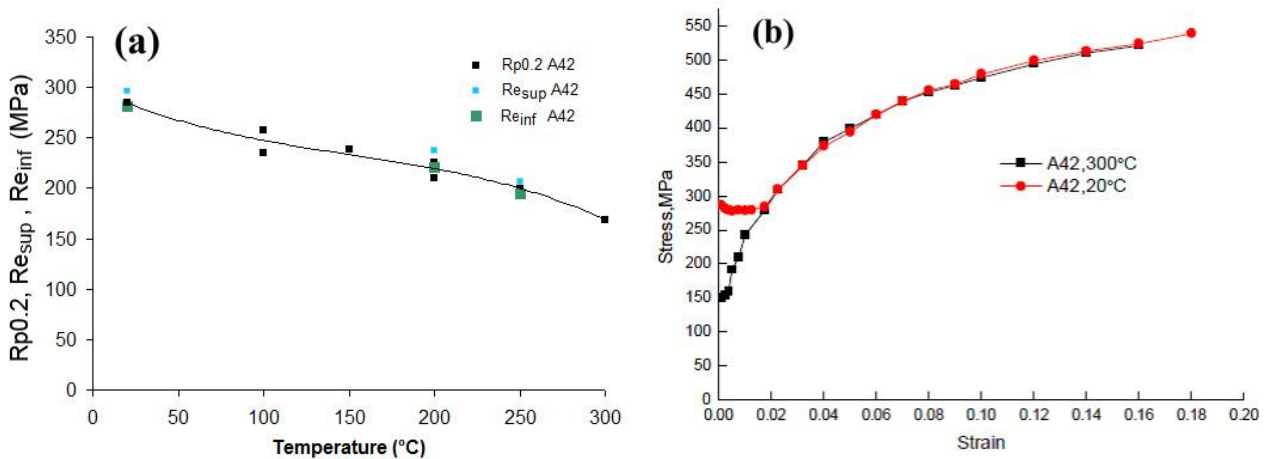 (a)
Rp0.2, Resup , Reinf (MPa)
350
300
250
200
150
100
50
0
Rp0.2 A42
Resup A42
Reinf A42
0 50 100 150 200 250 300
Temperature (°C)
(b)
Stress,MPa
550
500
450
400
350
300
250
200
150
100
50
0
A42,300°C
A42,20°C
0.00 0.02 0.04 0.06 0.08 0.10 0.12 0.14 0.16 0.18 0.20
Strain